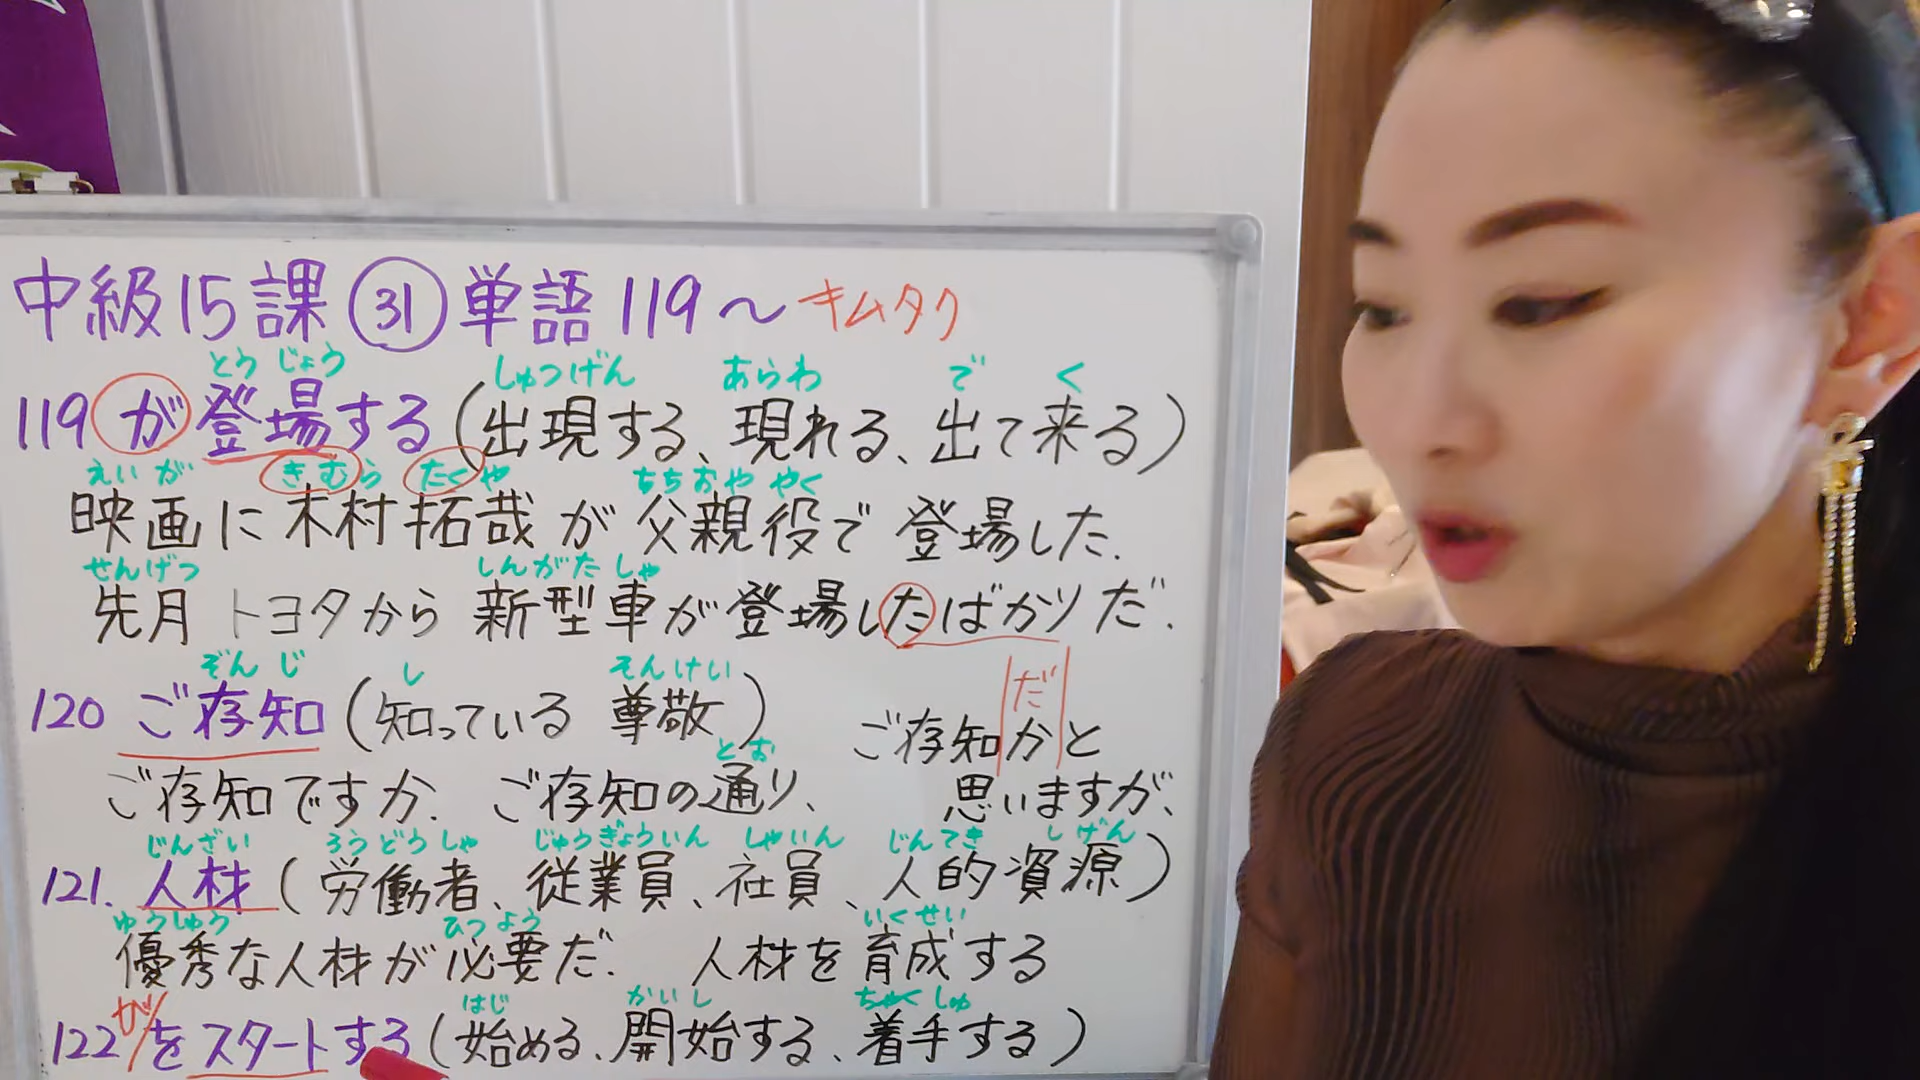 中級15課 ㉛ 単語 119～ キムタク
とうじょう しゅつげん あらわ で く
119 が 登場する (出現する、現れる、出て来る)
えいが きむら たくや ちちおや やく
映画に 木村拓哉 が 父親役で 登場した.
せんげつ しんがたしゃ
先月 トヨタから 新型車が登場したばかりだ.
ぞんじ し そんけい
120 ご存知 (知っている 尊敬)
だ
ご存知かと
とお
ご存知ですか. ご存知の通り、 思いますが、
じんざい ろうどうしゃ じゅうぎょういん しゃいん じんてき しげん
121. 人材 (労働者、従業員、社員、人的資源)
ゆうしゅう ひつよう いくせい
優秀な人材が必要だ. 人材を育成する
はじ かいし ちゃくしゅ
122 が/をスタートする (始める、開始する、着手する)